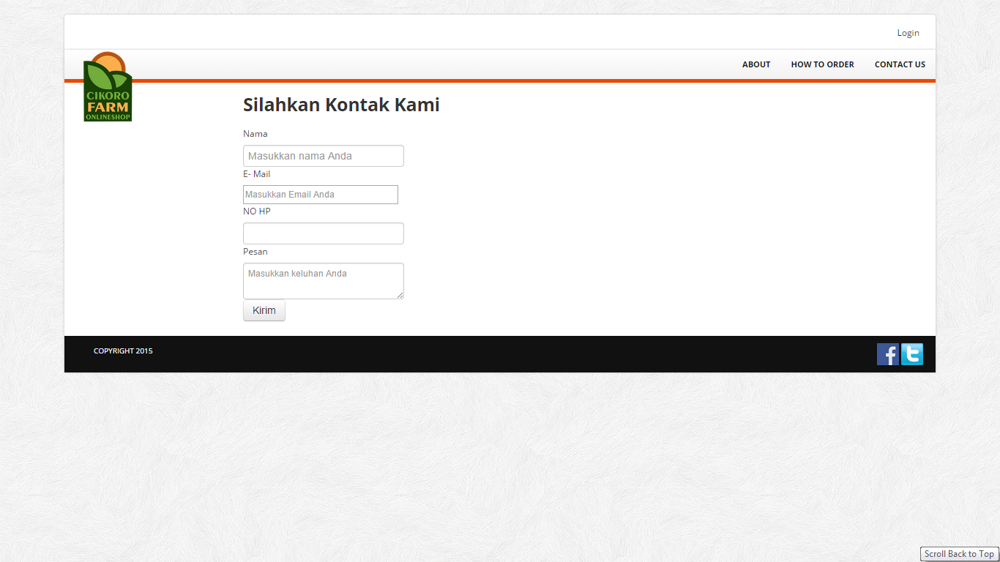 Login
ABOUT HOW TO ORDER CONTACT US
CIKORO
FARM
ONLINESHOP
Silahkan Kontak Kami
Nama
Masukkan nama Anda
E- Mail
Masukkan Email Anda
NO HP
Pesan
Masukkan keluhan Anda
Kirim
COPYRIGHT 2015
Scroll Back to Top